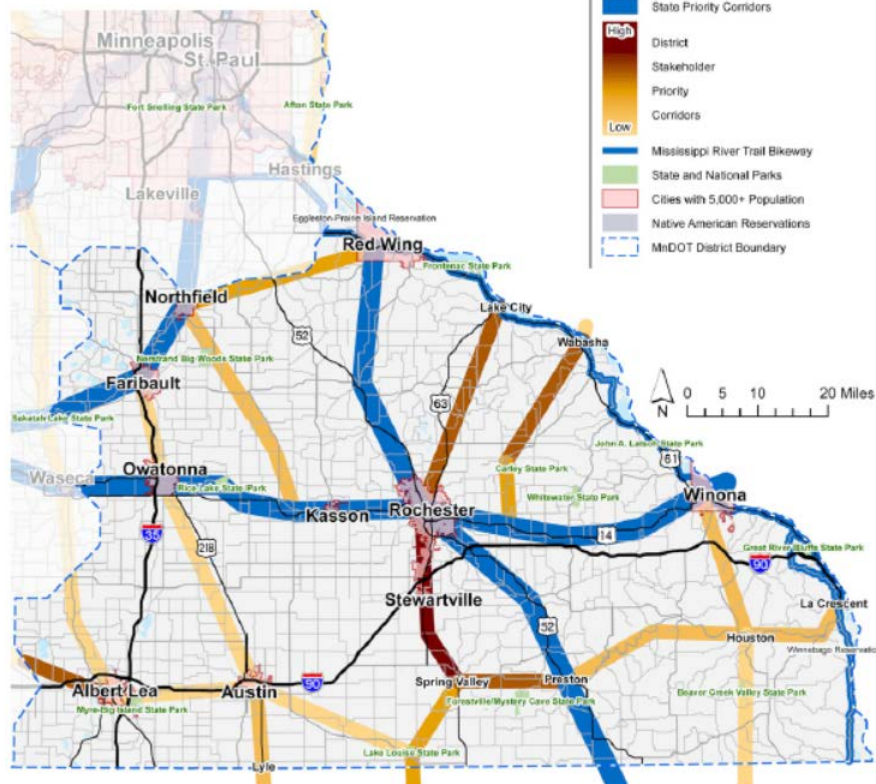 State Priority Corridors
High
District
Stakeholder
Priority
Corridors
Low
Mississippi River Trail Bikeway
State and National Parks
Cities with 5,000+ Population
Native American Reservations
MnDOT District Boundary
Minneapolis
St. Paul
Fort Snelling State Park
Afton State Park
Hastings
Lakeville
Eggleston-Prairie Island Reservation
Red Wing
Frontenac State Park
Northfield
Lake City
52
Wabasha
Nerstrand Big Woods State Park
Faribault
0 5 10 20 Miles
N
63
Sakatah Lake State Park
John A. Latsch State Park
61
Waseca
Owatonna
Rice Lake State Park
Carley State Park
Whitewater State Park
Winona
Kasson
Rochester
14
35
218
Great River Bluffs State Park
90
Stewartville
La Crescent
52
Houston
Winnebago Reservation
Albert Lea
Austin
90
Spring Valley
Preston
Myre-Big Island State Park
Forestville/Mystery Cave State Park
Beaver Creek Valley State Park
Lake Louise State Park
Lyle